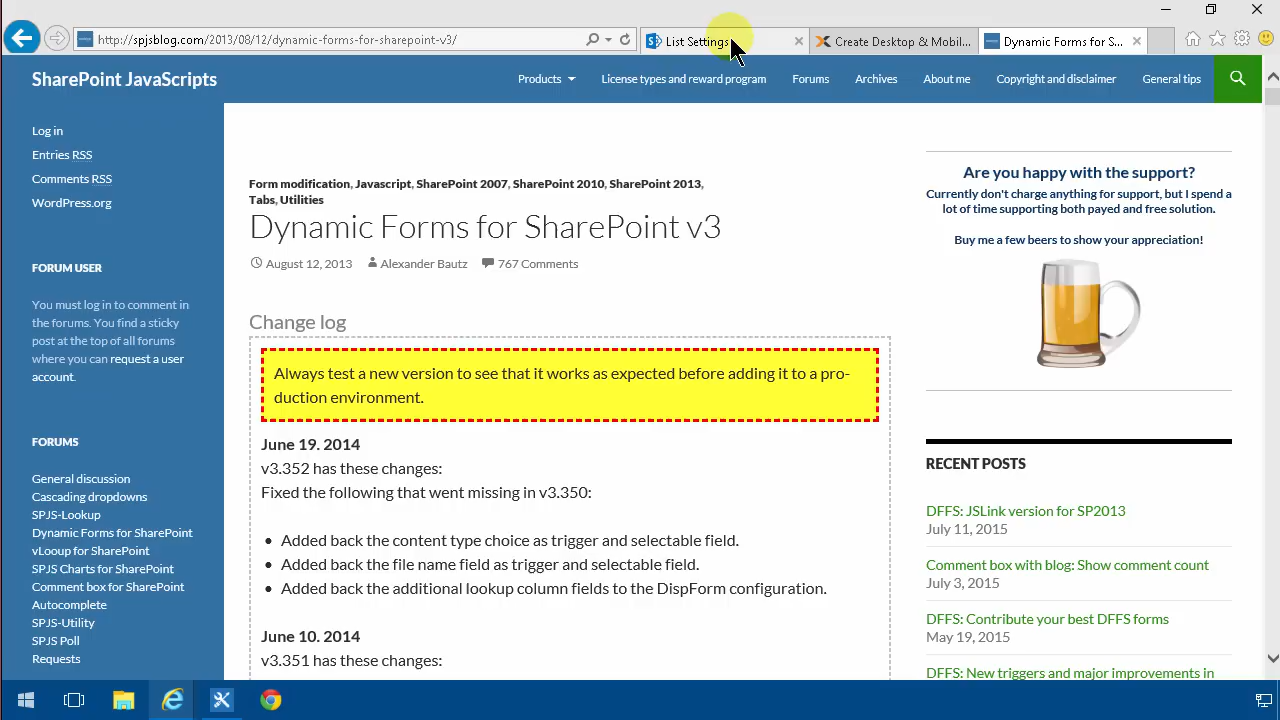 http://spjsblog.com/2013/08/12/dynamic-forms-for-sharepoint-v3/
List Settings
Create Desktop & Mobil...
Dynamic Forms for S...
SharePoint JavaScripts
Products
License types and reward program
Forums
Archives
About me
Copyright and disclaimer
General tips
Log in
Entries RSS
Comments RSS
WordPress.org
FORUM USER
You must log in to comment in
the forums. You find a sticky
post at the top of all forums
where you can request a user
account.
FORUMS
General discussion
Cascading dropdowns
SPJS-Lookup
Dynamic Forms for SharePoint
vLooup for SharePoint
SPJS Charts for SharePoint
Comment box for SharePoint
Autocomplete
SPJS-Utility
SPJS Poll
Requests
Form modification, Javascript, SharePoint 2007, SharePoint 2010, SharePoint 2013,
Tabs, Utilities
Dynamic Forms for SharePoint v3
August 12, 2013
Alexander Bautz
767 Comments
Change log
Always test a new version to see that it works as expected before adding it to a pro-
duction environment.
June 19. 2014
v3.352 has these changes:
Fixed the following that went missing in v3.350:
• Added back the content type choice as trigger and selectable field.
• Added back the file name field as trigger and selectable field.
• Added back the additional lookup column fields to the DispForm configuration.
June 10. 2014
v3.351 has these changes:
Are you happy with the support?
Currently don't charge anything for support, but I spend a
lot of time supporting both payed and free solution.
Buy me a few beers to show your appreciation!
RECENT POSTS
DFFS: JSLink version for SP2013
July 11, 2015
Comment box with blog: Show comment count
July 3, 2015
DFFS: Contribute your best DFFS forms
May 19, 2015
DFFS: New triggers and major improvements in